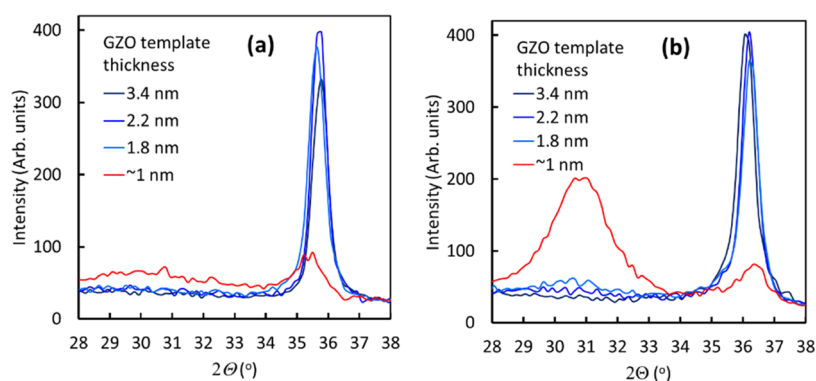 GZO template
thickness
3.4 nm
2.2 nm
1.8 nm
~1 nm
(a)
Intensity (Arb. units)
400
300
200
100
0
28 29 30 31 32 33 34 35 36 37 38
2Θ (o)
GZO template
thickness
3.4 nm
2.2 nm
1.8 nm
~1 nm
(b)
Intensity (Arb. units)
400
300
200
100
0
28 29 30 31 32 33 34 35 36 37 38
2Θ (o)